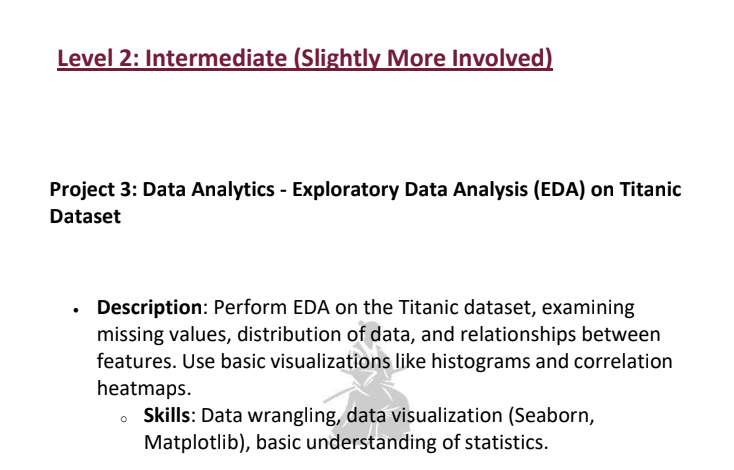 Level 2: Intermediate (Slightly More Involved)
Project 3: Data Analytics - Exploratory Data Analysis (EDA) on Titanic
Dataset
• Description: Perform EDA on the Titanic dataset, examining
missing values, distribution of data, and relationships between
features. Use basic visualizations like histograms and correlation
heatmaps.
○ Skills: Data wrangling, data visualization (Seaborn,
Matplotlib), basic understanding of statistics.